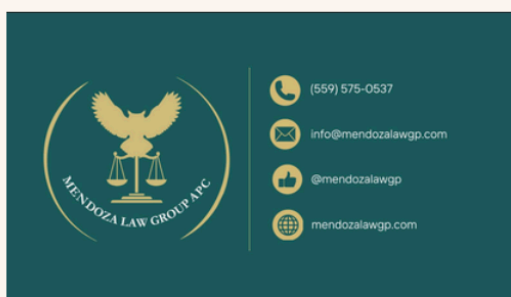 MENDOZA LAW GROUP APC
(559) 575-0537
info@mendozalawgp.com
@mendozalawgp
mendozalawgp.com